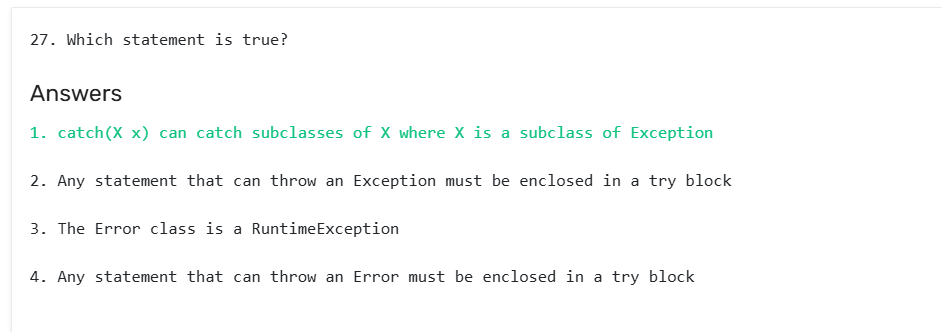 27. Which statement is true?
Answers
1. catch(X x) can catch subclasses of X where X is a subclass of Exception
2. Any statement that can throw an Exception must be enclosed in a try block
3. The Error class is a RuntimeException
4. Any statement that can throw an Error must be enclosed in a try block